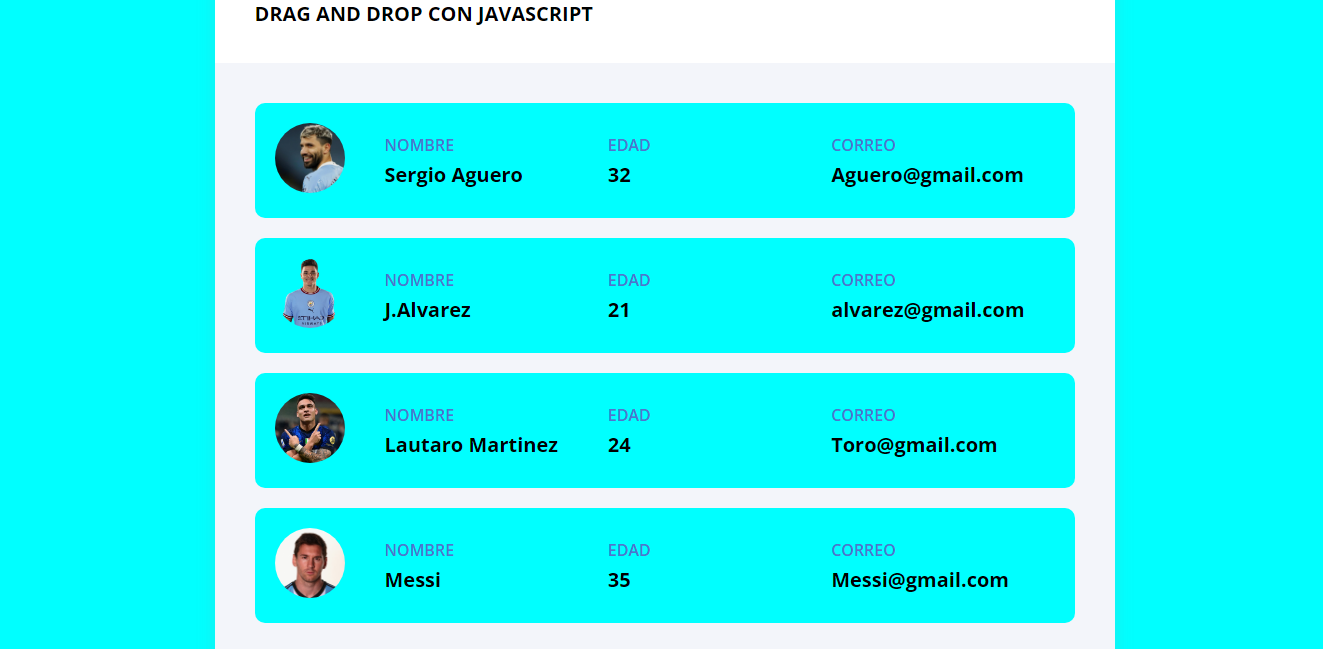 DRAG AND DROP CON JAVASCRIPT
NOMBRE EDAD CORREO
Sergio Aguero 32 Aguero@gmail.com
NOMBRE EDAD CORREO
J.Alvarez 21 alvarez@gmail.com
ETIHAD
AIRWAYS
NOMBRE EDAD CORREO
Lautaro Martinez 24 Toro@gmail.com
NOMBRE EDAD CORREO
Messi 35 Messi@gmail.com